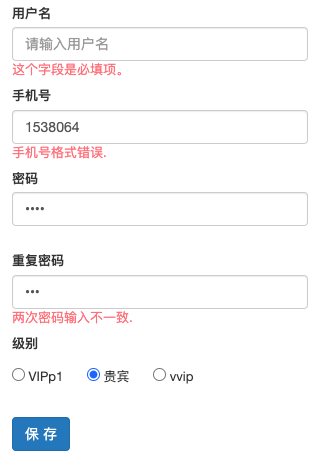 用户名
请输入用户名
这个字段是必填项。
手机号
1538064
手机号格式错误.
密码
••••
重复密码
•••
两次密码输入不一致.
级别
VIPp1 贵宾 vvip
保 存